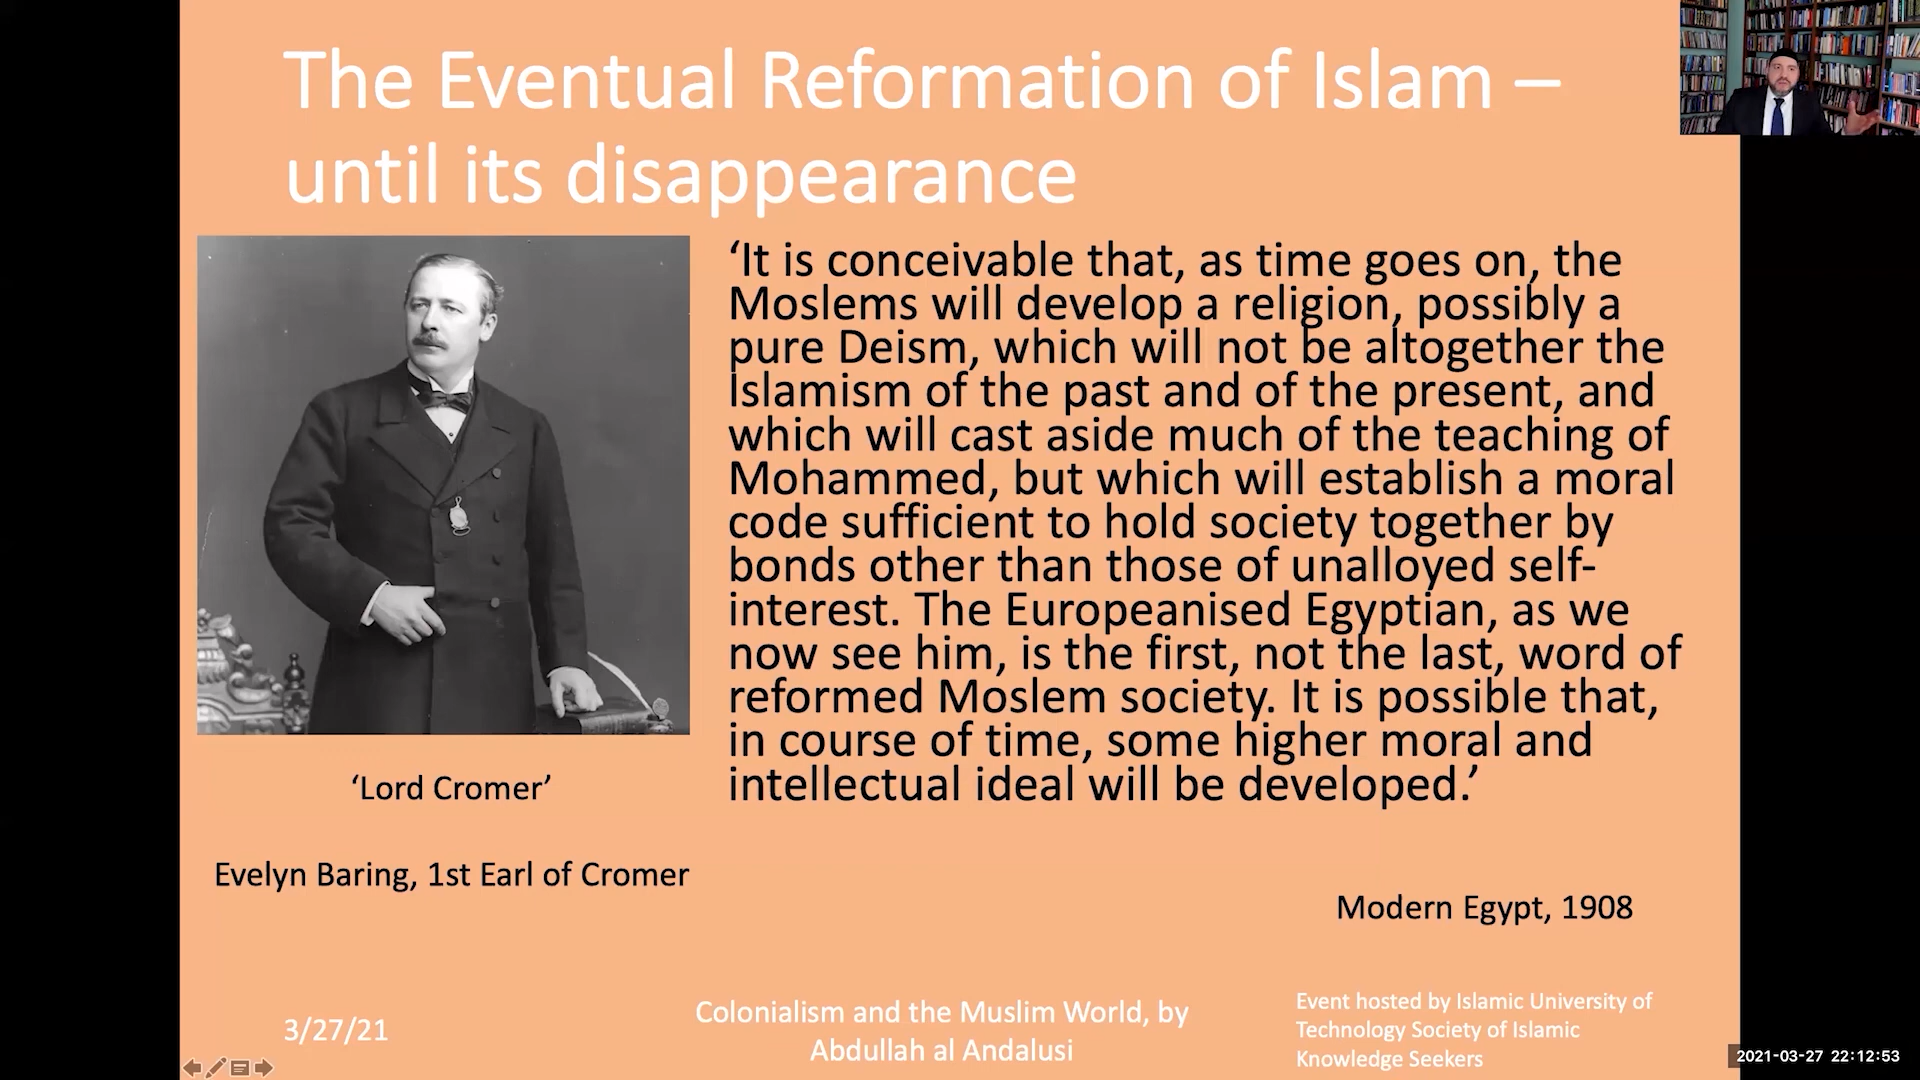 The Eventual Reformation of Islam –
until its disappearance
‘It is conceivable that, as time goes on, the
Moslems will develop a religion, possibly a
pure Deism, which will not be altogether the
Islamism of the past and of the present, and
which will cast aside much of the teaching of
Mohammed, but which will establish a moral
code sufficient to hold society together by
bonds other than those of unalloyed self-
interest. The Europeanised Egyptian, as we
now see him, is the first, not the last, word of
reformed Moslem society. It is possible that,
in course of time, some higher moral and
intellectual ideal will be developed.’
‘Lord Cromer’
Evelyn Baring, 1st Earl of Cromer
Modern Egypt, 1908
3/27/21
Colonialism and the Muslim World, by
Abdullah al Andalusi
Event hosted by Islamic University of
Technology Society of Islamic
Knowledge Seekers
2021-03-27 22:12:53